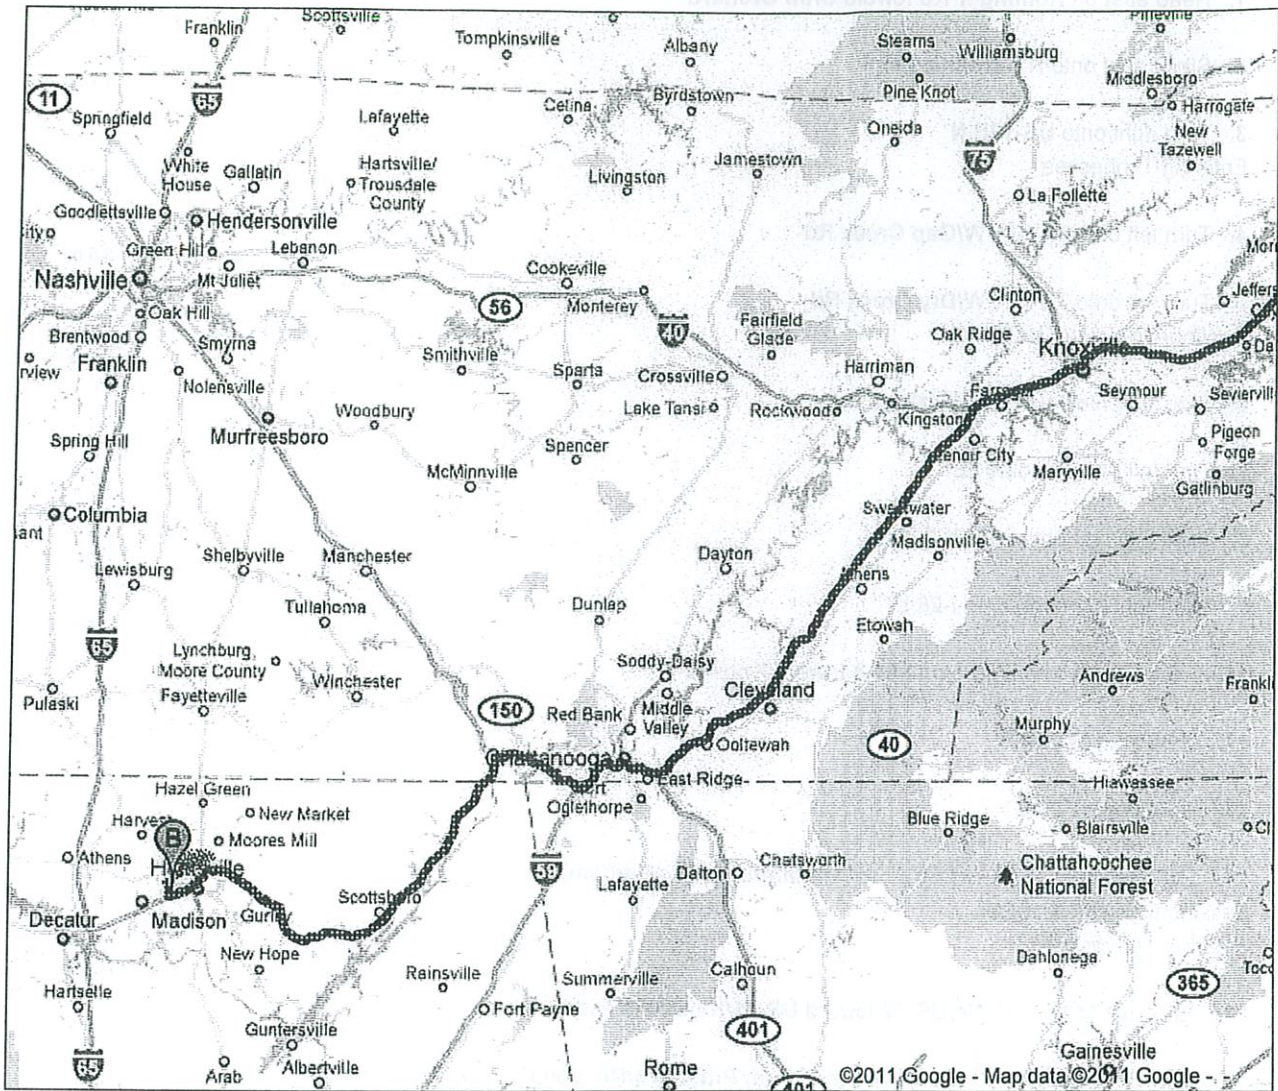 Franklin
Scottsville
Tompkinsville
Albany
Stearns
Williamsburg
Pineville
65
11
Springfield
Lafayette
Celina
Byrdstown
Pine Knot
Middlesboro
Harrogate
Oneida
New
Tazewell
White
House
Gallatin
Hartsville/
Trousdale
County
Livingston
Jamestown
75
La Follette
Goodlettsville
Hendersonville
Green Hill
Lebanon
Nashville
Mt Juliet
Cookeville
Monterey
56
40
Clinton
Jeffers
Oak Hill
Brentwood
Smyrna
Fairfield
Glade
Oak Ridge
Knoxville
rview
Franklin
Nolensville
Smithville
Sparta
Crossville
Harriman
Farragut
Seymour
Sevierville
Woodbury
Lake Tansi
Rockwood
Kingston
Murfreesboro
Spring Hill
Spencer
Lenoir City
Pigeon
Forge
McMinnville
Maryville
Gatlinburg
Columbia
Sweetwater
Madisonville
Shelbyville
Manchester
Dayton
Lewisburg
Athens
Tullahoma
Dunlap
Etowah
65
Lynchburg,
Moore County
Soddy-Daisy
Winchester
Fayetteville
Cleveland
Andrews
Pulaski
150
Red Bank
Middle
Valley
Murphy
Ooltewah
40
Chattanooga
East Ridge
Fort
Oglethorpe
Hazel Green
Hiawassee
New Market
Harvest
B
Moores Mill
Blue Ridge
Blairsville
Athens
Huntsville
59
Dalton
Chatsworth
Chattahoochee
National Forest
Lafayette
Scottsboro
Decatur
Madison
Gurley
New Hope
Dahlonega
Rainsville
Summerville
Calhoun
365
Hartselle
Fort Payne
401
Guntersville
Gainesville
65
Arab
Albertville
Rome
401
©2011 Google - Map data ©2011 Google -